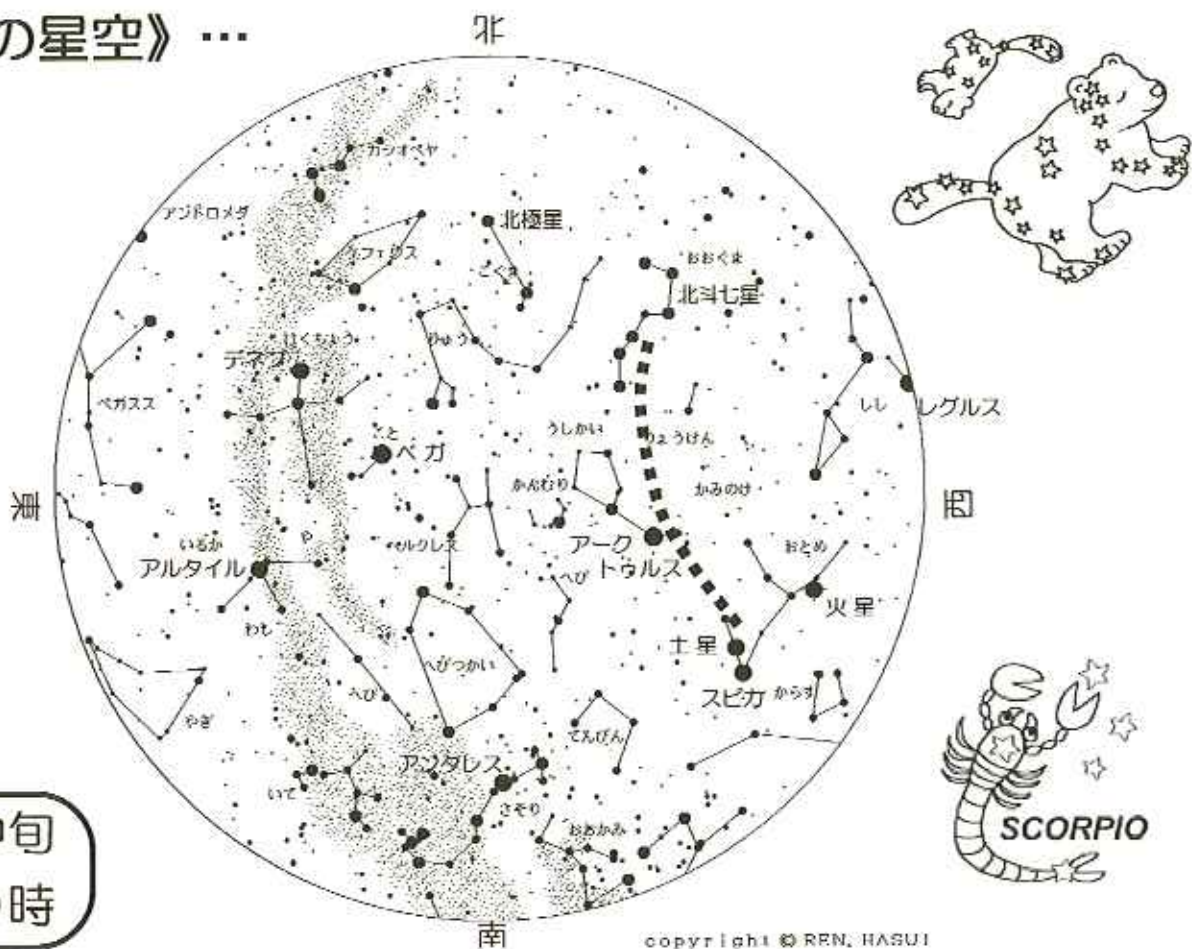 の星空》…
北
カシオペヤ
アンドロメダ
ケフェウス
北極星
こぐま
おおぐま
北斗七星
はくちょう
デネブ
りゅう
ペガスス
しし
レグルス
こと
ベガ
うしかい
りょうけん
かんむり
かみのけ
東
西
いるか
や
ヘルクレス
アルタイル
アーク
トゥルス
おとめ
へび
火星
わし
土星
へびつかい
スピカ
からす
へび
やぎ
てんびん
アンタレス
いて
さそり
おおかみ
SCORPIO
中旬
時
南
copyright © REN. HASUI